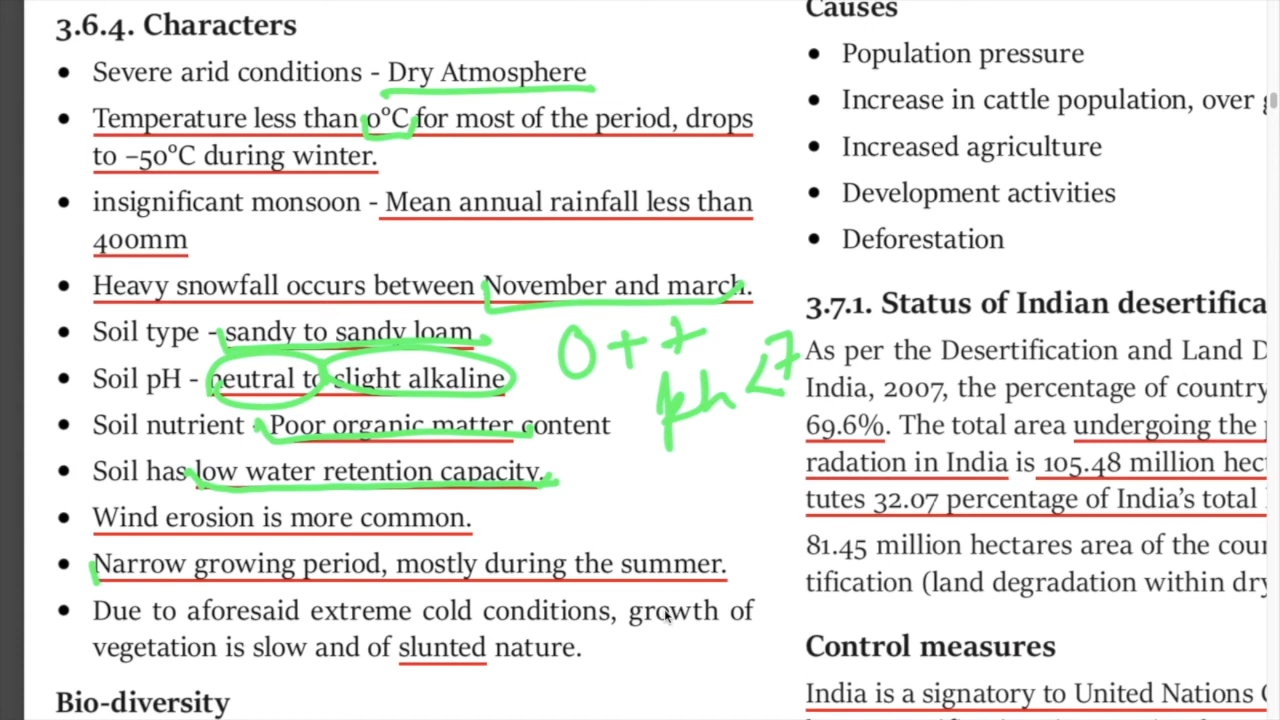 3.6.4. Characters
• Severe arid conditions - Dry Atmosphere
• Temperature less than 0°C for most of the period, drops
to –50°C during winter.
• insignificant monsoon - Mean annual rainfall less than
400mm
• Heavy snowfall occurs between November and march.
• Soil type - sandy to sandy loam
• Soil pH - neutral to slight alkaline
• Soil nutrient - Poor organic matter content
• Soil has low water retention capacity.
• Wind erosion is more common.
• Narrow growing period, mostly during the summer.
• Due to aforesaid extreme cold conditions, growth of
vegetation is slow and of slunted nature.
Bio-diversity
0 + 7
ph < 7
Causes
• Population pressure
• Increase in cattle population, over
• Increased agriculture
• Development activities
• Deforestation
3.7.1. Status of Indian desertifica
As per the Desertification and Land D
India, 2007, the percentage of country
69.6%. The total area undergoing the
radation in India is 105.48 million hec
tutes 32.07 percentage of India’s total
81.45 million hectares area of the cou
tification (land degradation within dry
Control measures
India is a signatory to United Nations